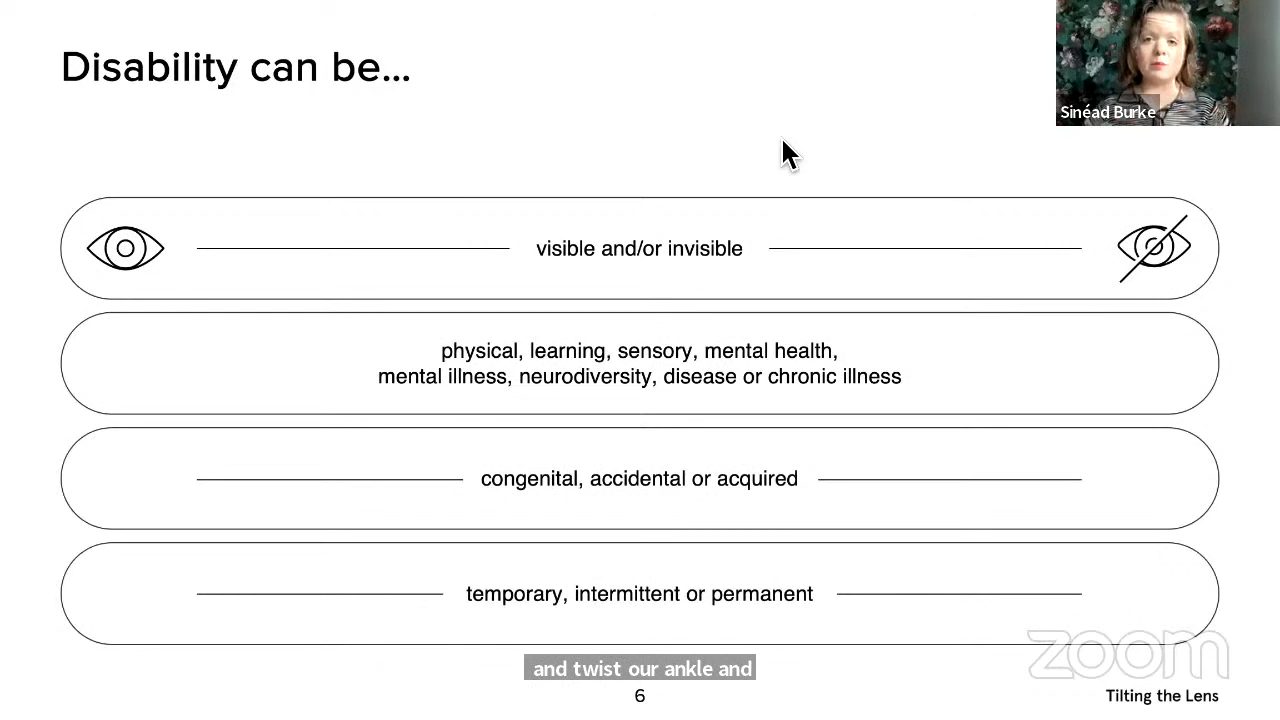 Disability can be...
Sinéad Burke
visible and/or invisible
physical, learning, sensory, mental health,
mental illness, neurodiversity, disease or chronic illness
congenital, accidental or acquired
temporary, intermittent or permanent
zoom
and twist our ankle and
6
Tilting the Lens